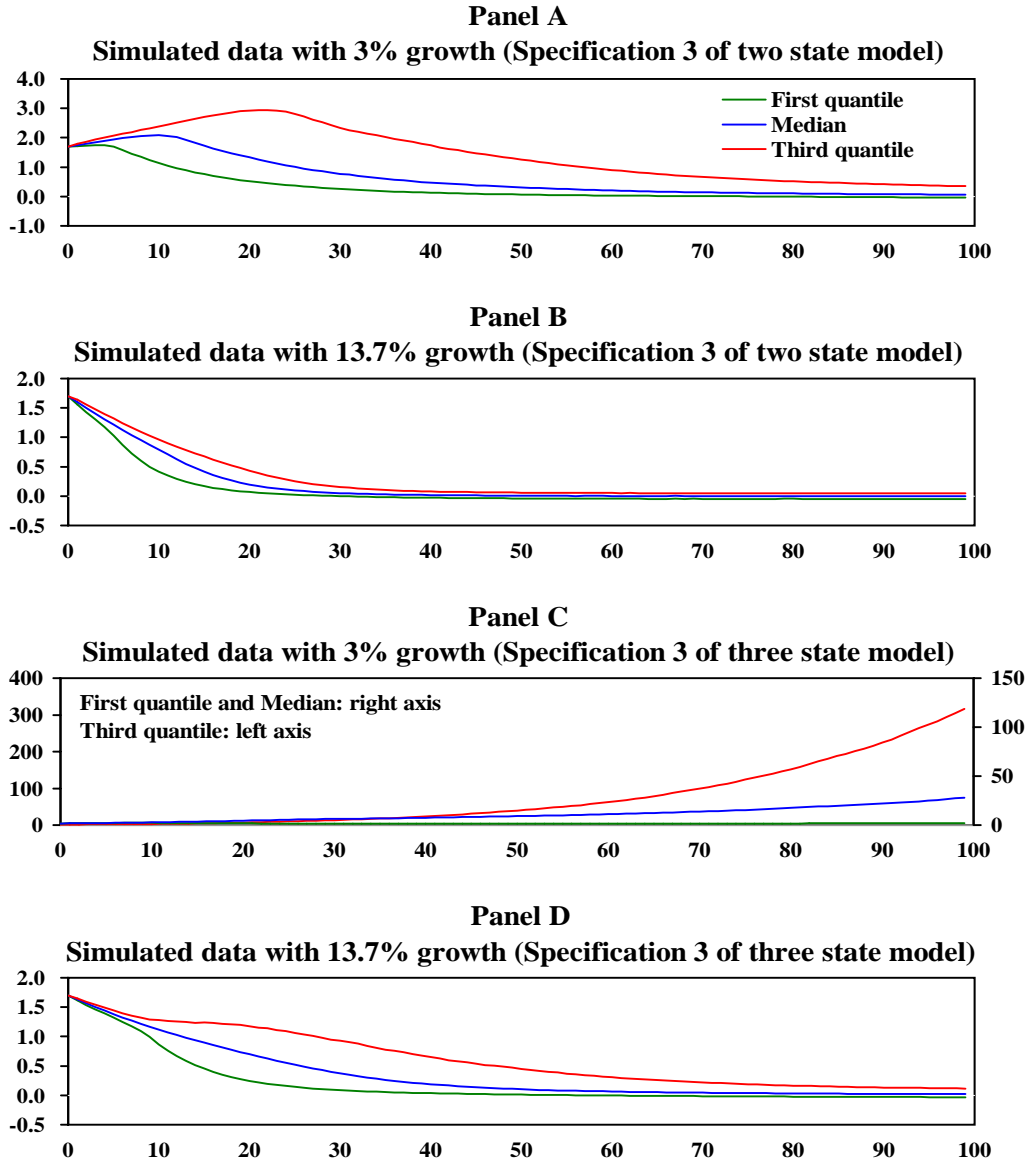 Panel A
Simulated data with 3% growth (Specification 3 of two state model)
4.0
3.0
2.0
1.0
0.0
-1.0
First quantile
Median
Third quantile
0 10 20 30 40 50 60 70 80 90 100
Panel B
Simulated data with 13.7% growth (Specification 3 of two state model)
2.0
1.5
1.0
0.5
0.0
-0.5
0 10 20 30 40 50 60 70 80 90 100
Panel C
Simulated data with 3% growth (Specification 3 of three state model)
400
300
200
100
0
First quantile and Median: right axis
Third quantile: left axis
150
100
50
0
0 10 20 30 40 50 60 70 80 90 100
Panel D
Simulated data with 13.7% growth (Specification 3 of three state model)
2.0
1.5
1.0
0.5
0.0
-0.5
0 10 20 30 40 50 60 70 80 90 100